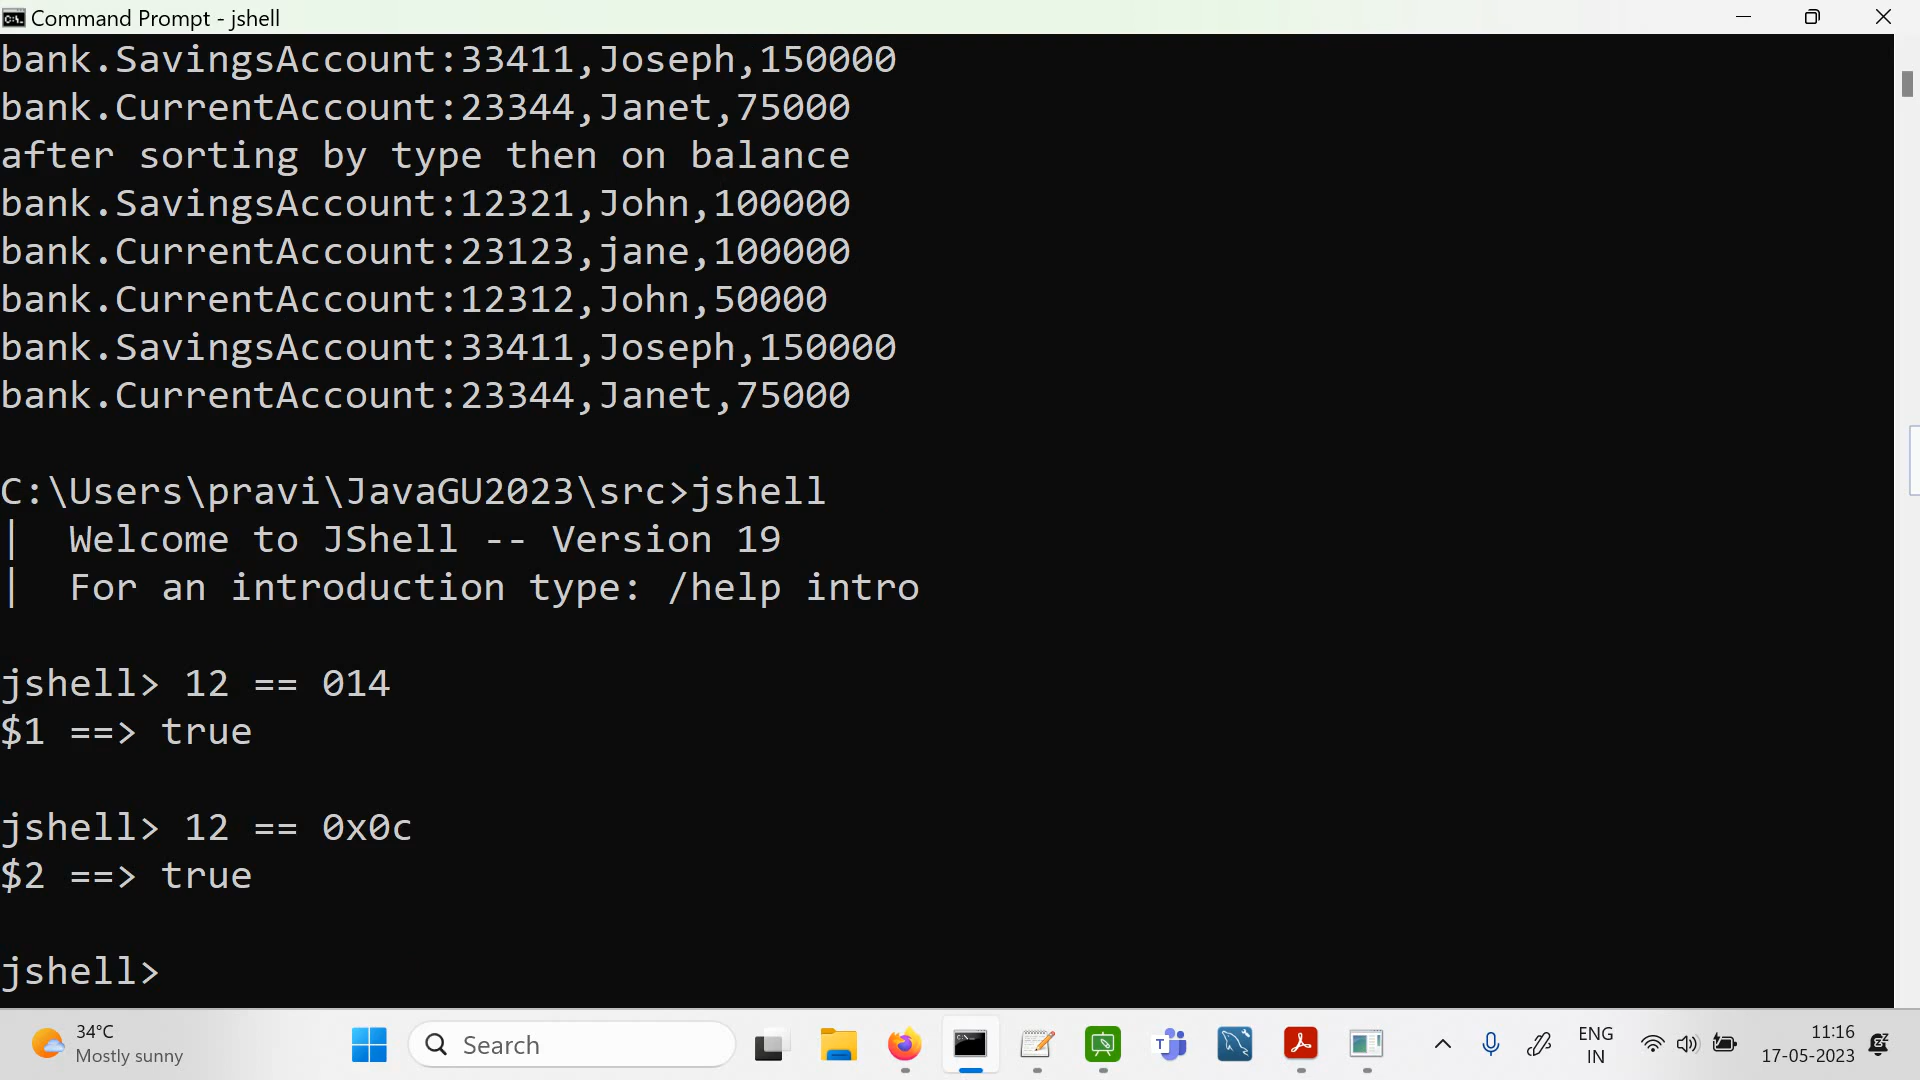 Command Prompt - jshell
bank.SavingsAccount:33411,Joseph,150000
bank.CurrentAccount:23344,Janet,75000
after sorting by type then on balance
bank.SavingsAccount:12321,John,100000
bank.CurrentAccount:23123,jane,100000
bank.CurrentAccount:12312,John,50000
bank.SavingsAccount:33411,Joseph,150000
bank.CurrentAccount:23344,Janet,75000
C:\Users\pravi\JavaGU2023\src>jshell
|  Welcome to JShell -- Version 19
|  For an introduction type: /help intro
jshell> 12 == 014
$1 ==> true
jshell> 12 == 0x0c
$2 ==> true
jshell>
34°C
Mostly sunny
Search
ENG
IN
11:16
17-05-2023